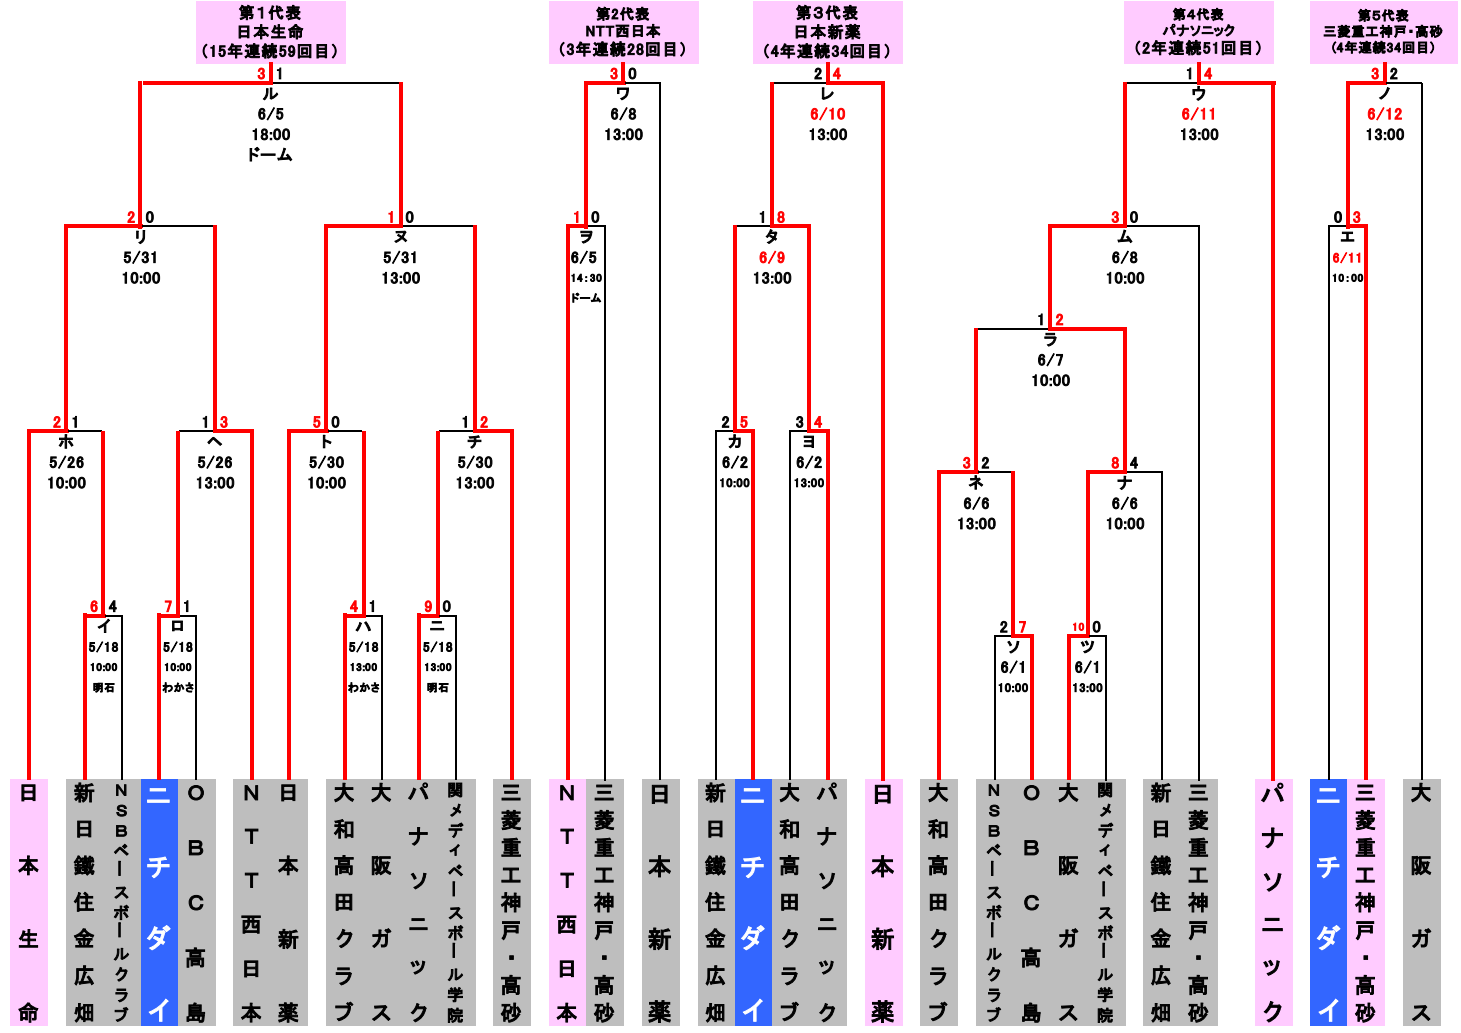 第１代表
日本生命
（15年連続59回目）
第2代表
NTT西日本
（3年連続28回目）
第３代表
日本新薬
（4年連続34回目）
第4代表
パナソニック
（2年連続51回目）
第5代表
三菱重工神戸・高砂
（4年連続34回目）
3 1
ル
6/5
18:00
ドーム
3 0
ワ
6/8
13:00
2 4
レ
6/10
13:00
1 4
ウ
6/11
13:00
3 2
ノ
6/12
13:00
2 0
リ
5/31
10:00
1 0
ヌ
5/31
13:00
1 0
ヲ
6/5
14:30
ドーム
1 8
タ
6/9
13:00
3 0
ム
6/8
10:00
0 3
エ
6/11
10:00
1 2
ラ
6/7
10:00
2 1
ホ
5/26
10:00
1 3
ヘ
5/26
13:00
5 0
ト
5/30
10:00
1 2
チ
5/30
13:00
2 5
カ
6/2
10:00
3 4
ヨ
6/2
13:00
3 2
ネ
6/6
13:00
8 4
ナ
6/6
10:00
6 4
イ
5/18
10:00
明石
7 1
ロ
5/18
10:00
わかさ
4 1
ハ
5/18
13:00
わかさ
9 0
ニ
5/18
13:00
明石
2 7
ソ
6/1
10:00
10 0
ツ
6/1
13:00
日本生命
新日鐵住金広畑
NSBベースボールクラブ
ニチダイ
OBC高島
NTT西日本
日本新薬
大和高田クラブ
大阪ガス
パナソニック
関メディベースボール学院
三菱重工神戸・高砂
NTT西日本
三菱重工神戸・高砂
日本新薬
新日鐵住金広畑
ニチダイ
大和高田クラブ
パナソニック
日本新薬
大和高田クラブ
NSBベースボールクラブ
OBC高島
大阪ガス
関メディベースボール学院
新日鐵住金広畑
三菱重工神戸・高砂
パナソニック
ニチダイ
三菱重工神戸・高砂
大阪ガス